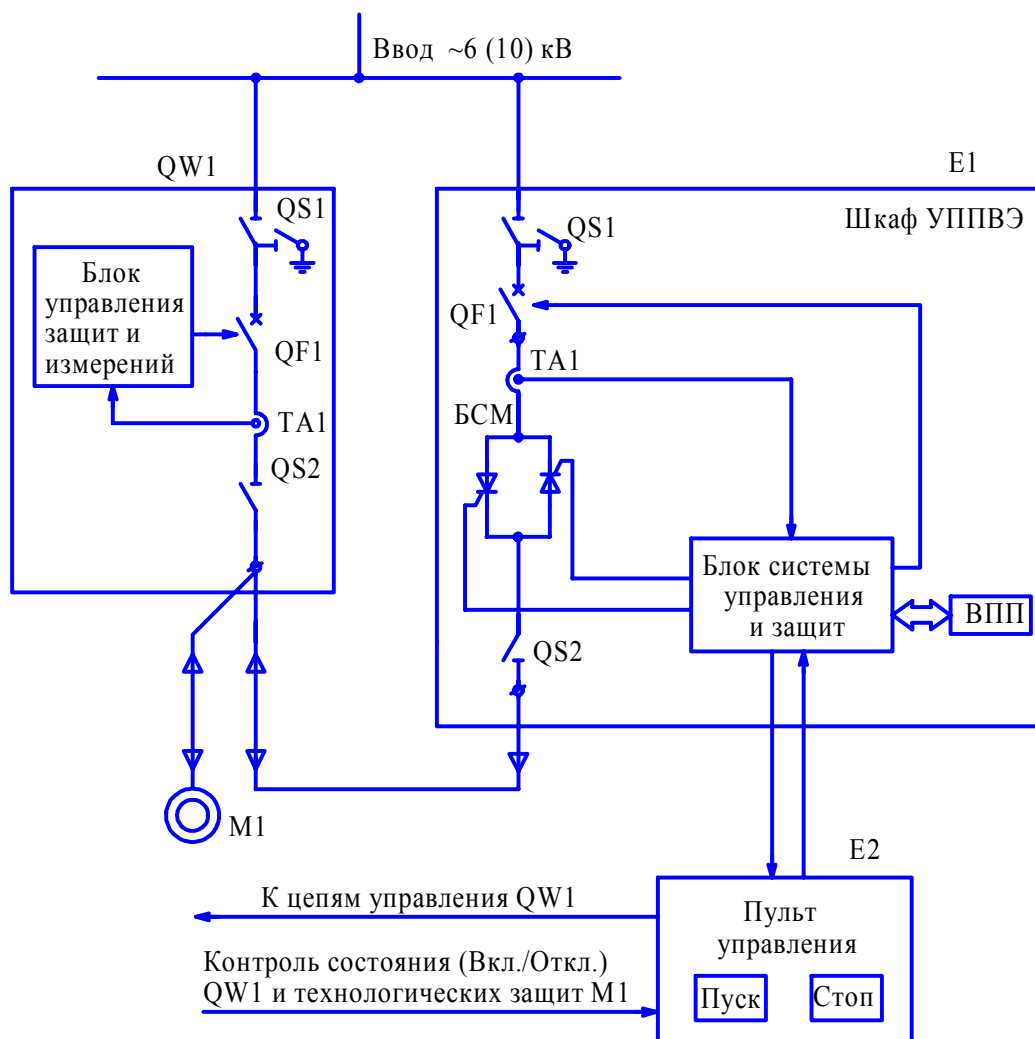 Ввод ~6 (10) кВ
QW1
E1
QS1
QS1
Шкаф УППВЭ
Блок
управления
защит и
измерений
QF1
QF1
TA1
TA1
БСМ
QS2
Блок системы
управления
и защит
ВПП
QS2
M1
E2
К цепям управления QW1
Пульт
управления
Контроль состояния (Вкл./Откл.)
QW1 и технологических защит М1
Пуск
Стоп